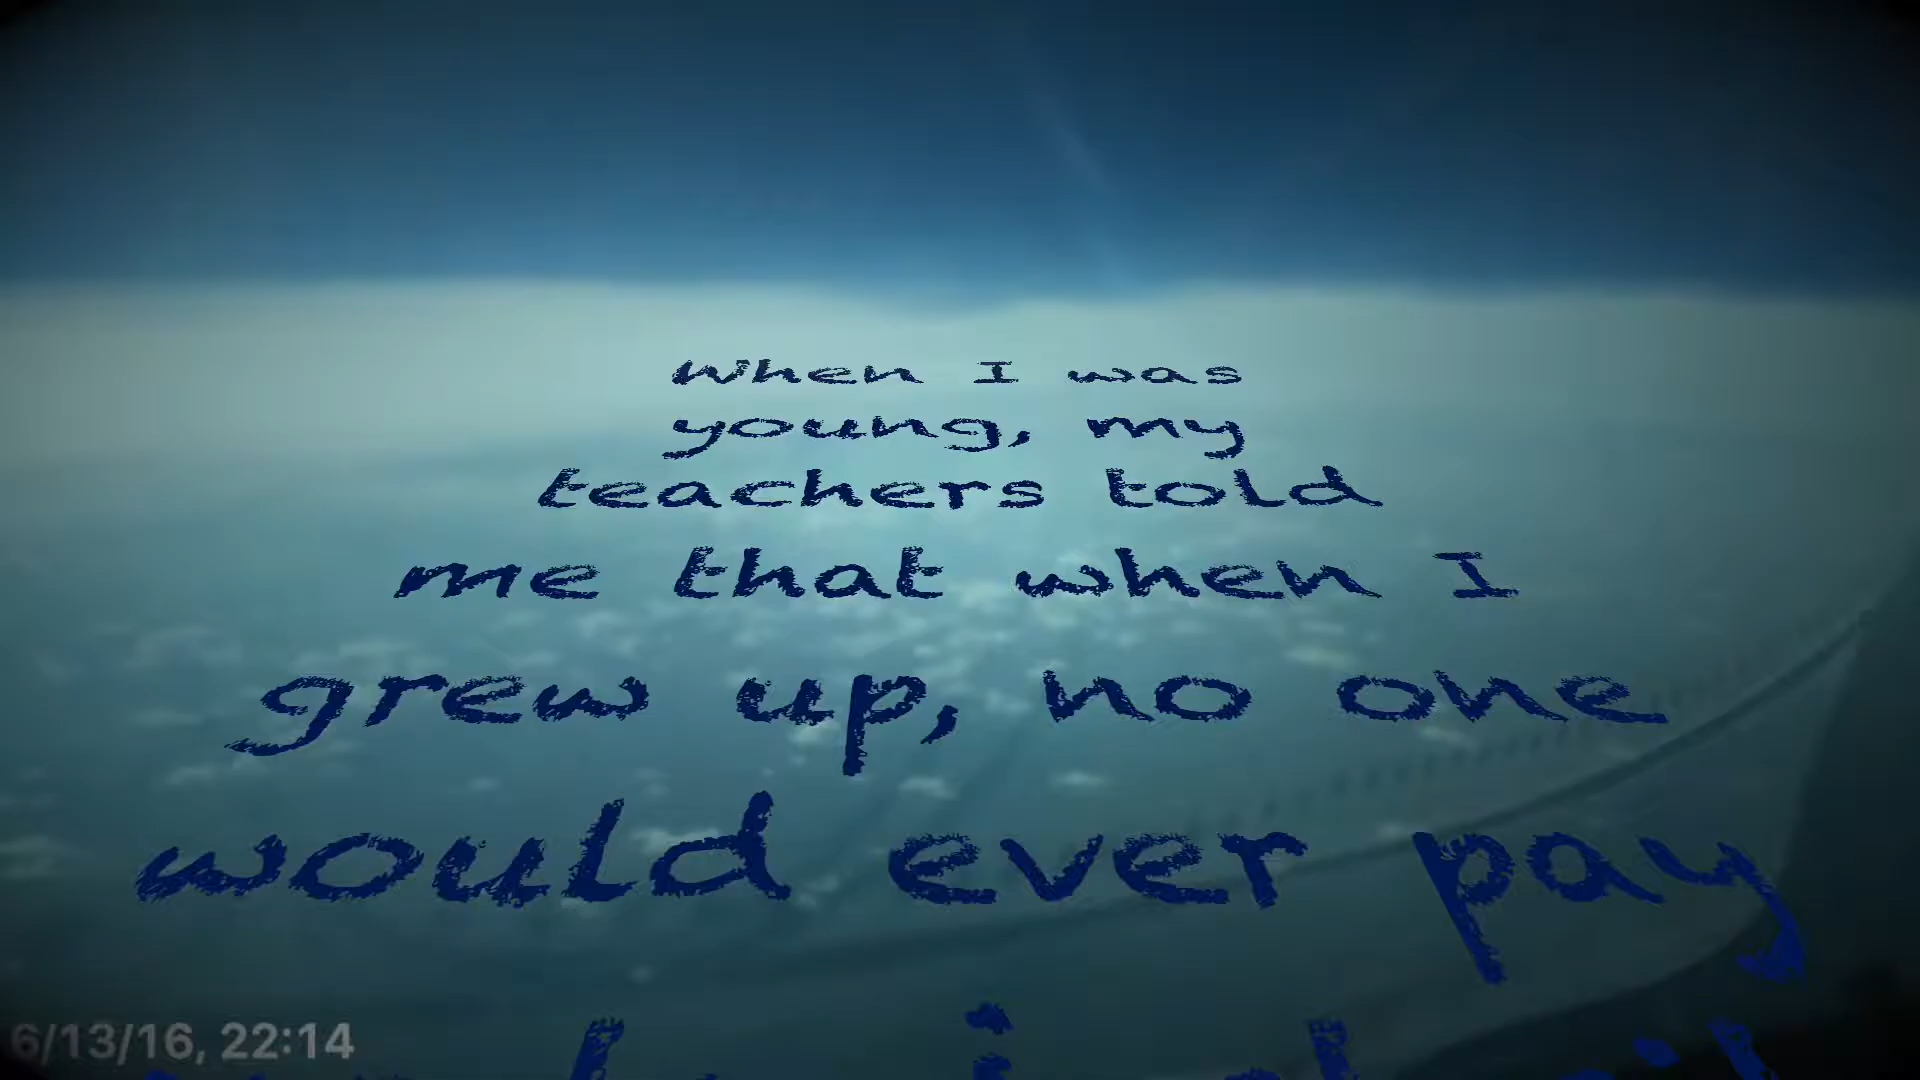 When I was
young, my
teachers told
me that when I
grew up, no one
would ever pay
6/13/16, 22:14